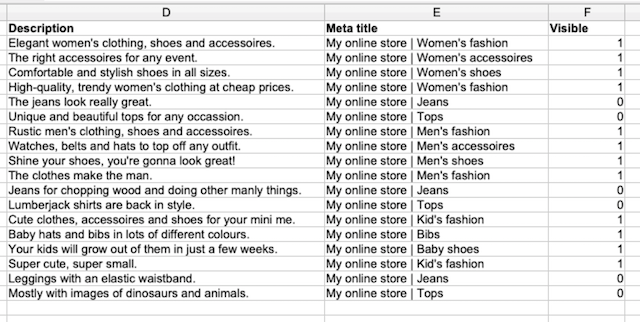 D E F
Description Meta title Visible
Elegant women's clothing, shoes and accessoires. My online store | Women's fashion 1
The right accessoires for any event. My online store | Women's accessoires 1
Comfortable and stylish shoes in all sizes. My online store | Women's shoes 1
High-quality, trendy women's clothing at cheap prices. My online store | Women's fashion 1
The jeans look really great. My online store | Jeans 0
Unique and beautiful tops for any occassion. My online store | Tops 0
Rustic men's clothing, shoes and accessoires. My online store | Men's fashion 1
Watches, belts and hats to top off any outfit. My online store | Men's accessoires 1
Shine your shoes, you're gonna look great! My online store | Men's shoes 1
The clothes make the man. My online store | Men's fashion 1
Jeans for chopping wood and doing other manly things. My online store | Jeans 0
Lumberjack shirts are back in style. My online store | Tops 0
Cute clothes, accessoires and shoes for your mini me. My online store | Kid's fashion 1
Baby hats and bibs in lots of different colours. My online store | Bibs 1
Your kids will grow out of them in just a few weeks. My online store | Baby shoes 1
Super cute, super small. My online store | Kid's fashion 1
Leggings with an elastic waistband. My online store | Jeans 0
Mostly with images of dinosaurs and animals. My online store | Tops 0